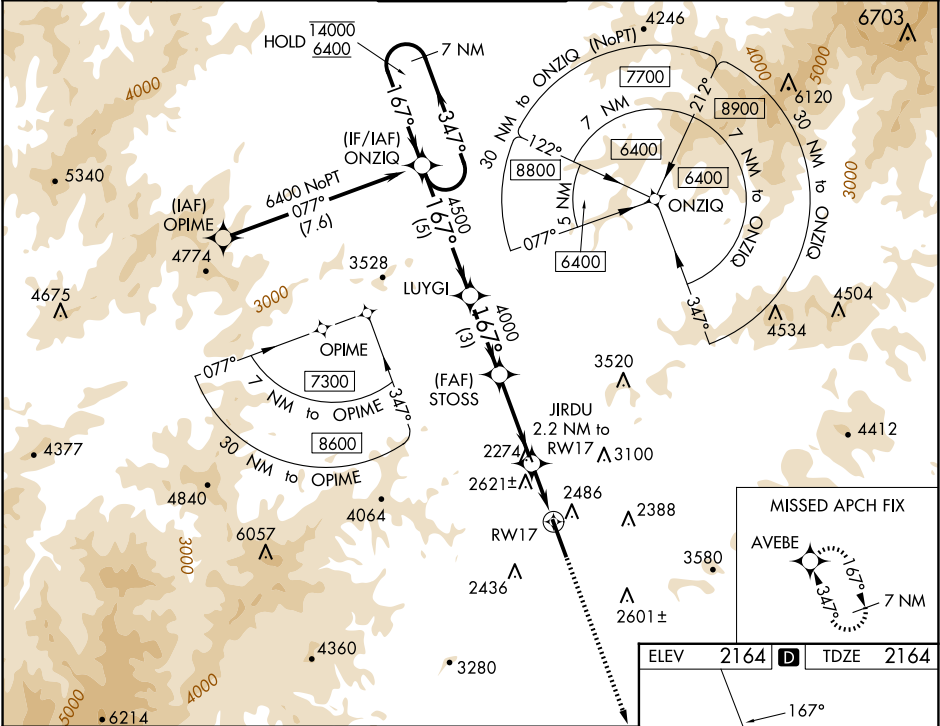 HOLD 14000
6400
7 NM
167°
347°
(IF/IAF)
ONZIQ
6400 NoPT
077°
(7.6)
(IAF)
OPIME
4500
167°
(5)
LUYGI
4000
167°
(3)
(FAF)
STOSS
JIRDU
2.2 NM to
RW17
RW17
30 NM to ONZIQ (NoPT)
7700
7 NM
212°
8900
30 NM to ONZIQ
122°
8800
6400
6400
7 NM to ONZIQ
ONZIQ
5 NM
077°
6400
347°
077°
OPIME
7300
347°
7 NM to OPIME
8600
30 NM to OPIME
4246
6703
6120
4000
5000
3000
4000
5340
4774
4675
3528
3000
4504
4534
3520
4412
4377
2274
3100
2621±
4840
4064
2486
2388
6057
3000
3580
2436
2601±
4360
3280
4000
5000
6214
MISSED APCH FIX
AVEBE
167°
347°
7 NM
ELEV 2164 D TDZE 2164
167°